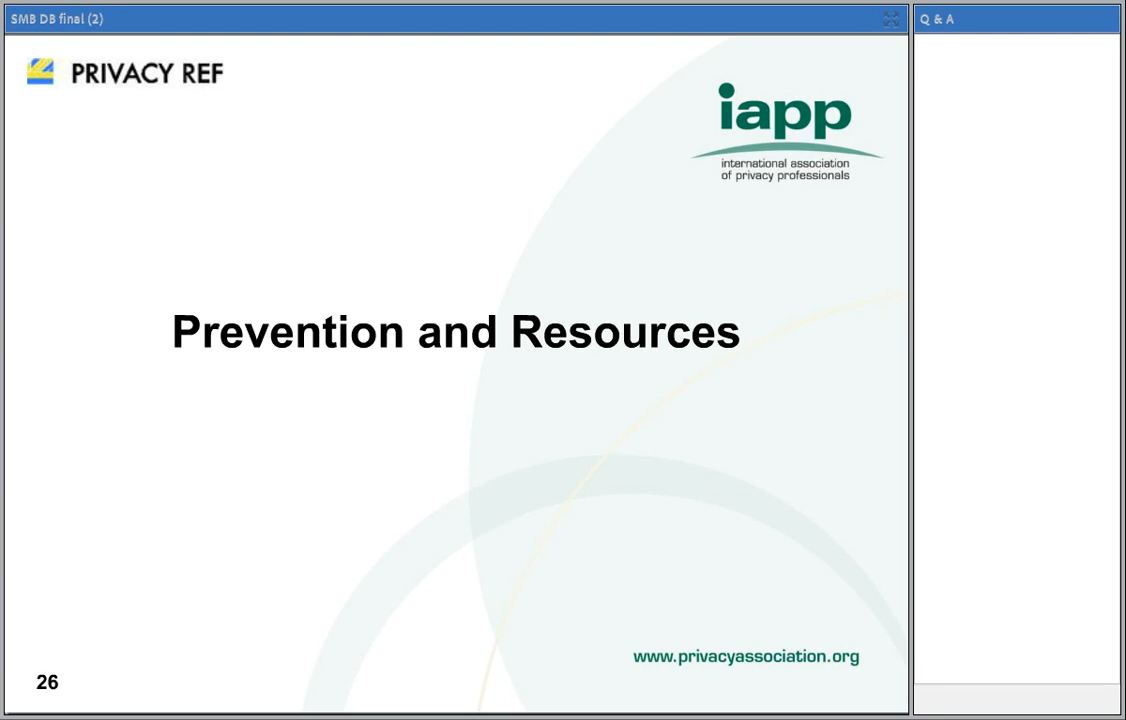 SMB DB final (2)
Q & A
PRIVACY REF
iapp
international association
of privacy professionals
Prevention and Resources
www.privacyassociation.org
26